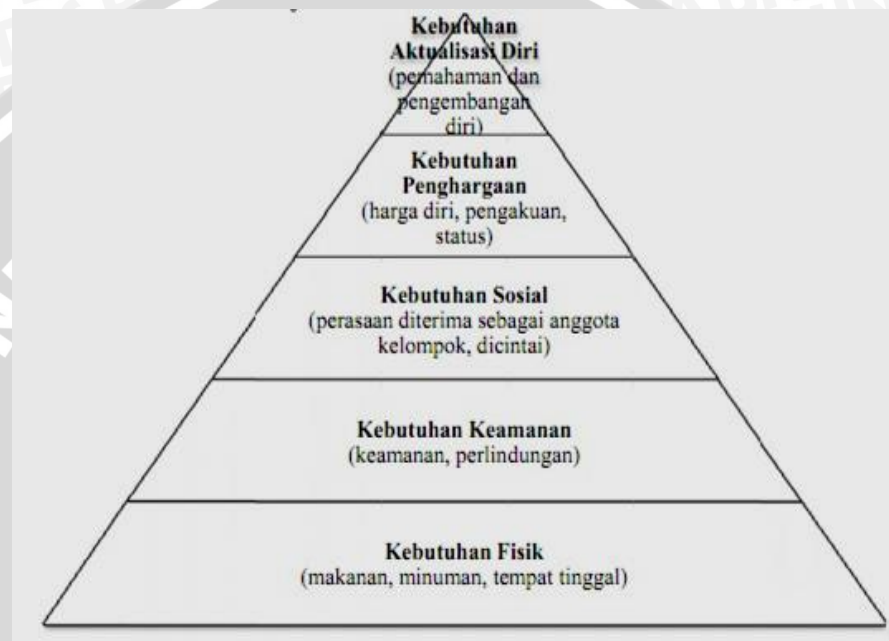 Kebutuhan
Aktualisasi Diri
(pemahaman dan
pengembangan
diri)
Kebutuhan
Penghargaan
(harga diri, pengakuan,
status)
Kebutuhan Sosial
(perasaan diterima sebagai anggota
kelompok, dicintai)
Kebutuhan Keamanan
(keamanan, perlindungan)
Kebutuhan Fisik
(makanan, minuman, tempat tinggal)